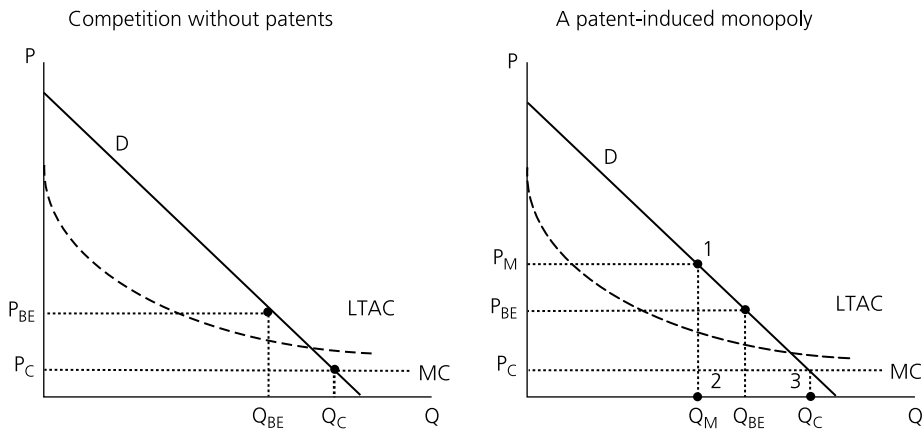 Competition without patents
P
D
P_BE
LTAC
P_C
MC
Q_BE
Q_C
Q
A patent-induced monopoly
P
D
1
P_M
P_BE
LTAC
P_C
2
3
MC
Q_M
Q_BE
Q_C
Q